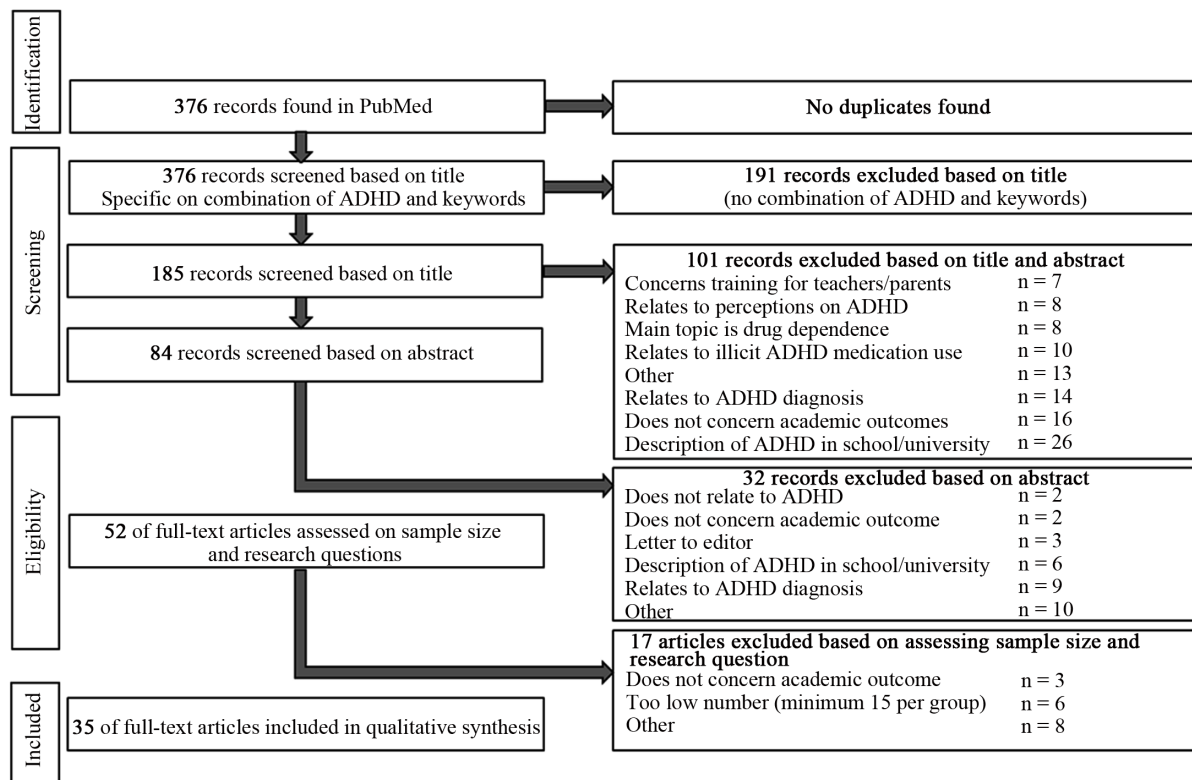 Identification
376 records found in PubMed
No duplicates found
Screening
376 records screened based on title
Specific on combination of ADHD and keywords
191 records excluded based on title
(no combination of ADHD and keywords)
185 records screened based on title
101 records excluded based on title and abstract
Concerns training for teachers/parents n = 7
Relates to perceptions on ADHD n = 8
Main topic is drug dependence n = 8
Relates to illicit ADHD medication use n = 10
Other n = 13
Relates to ADHD diagnosis n = 14
Does not concern academic outcomes n = 16
Description of ADHD in school/university n = 26
84 records screened based on abstract
Eligibility
32 records excluded based on abstract
Does not relate to ADHD n = 2
Does not concern academic outcome n = 2
Letter to editor n = 3
Description of ADHD in school/university n = 6
Relates to ADHD diagnosis n = 9
Other n = 10
52 of full-text articles assessed on sample size
and research questions
17 articles excluded based on assessing sample size and
research question
Does not concern academic outcome n = 3
Too low number (minimum 15 per group) n = 6
Other n = 8
Included
35 of full-text articles included in qualitative synthesis